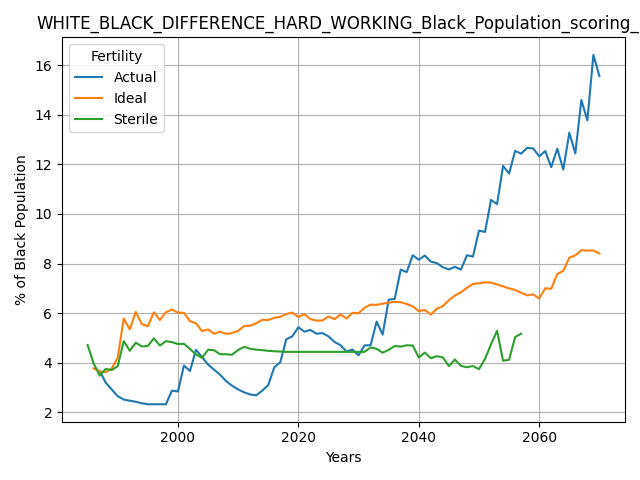 WHITE_BLACK_DIFFERENCE_HARD_WORKING_Black_Population_scoring_
Fertility
Actual
Ideal
Sterile
% of Black Population
16
14
12
10
8
6
4
2
2000 2020 2040 2060
Years